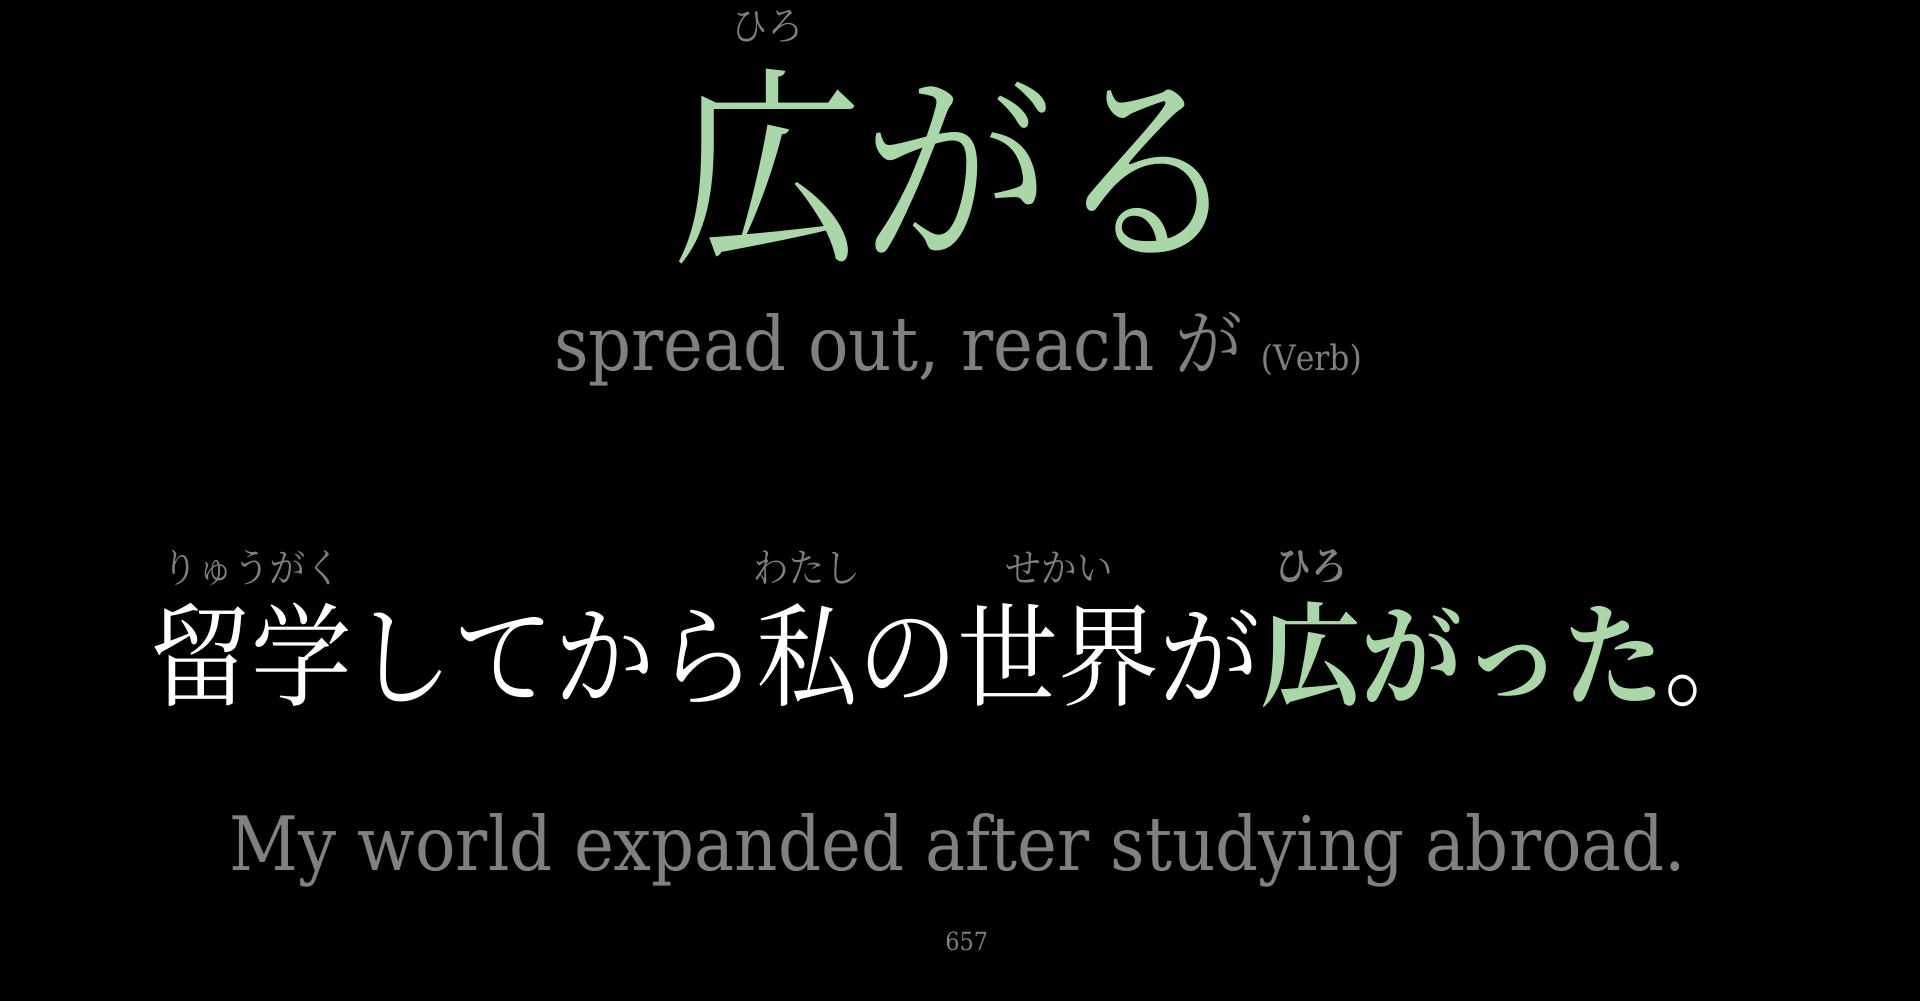 ひろ
広がる
spread out, reach が (Verb)
りゅうがく わたし せかい ひろ
留学してから私の世界が広がった。
My world expanded after studying abroad.
657